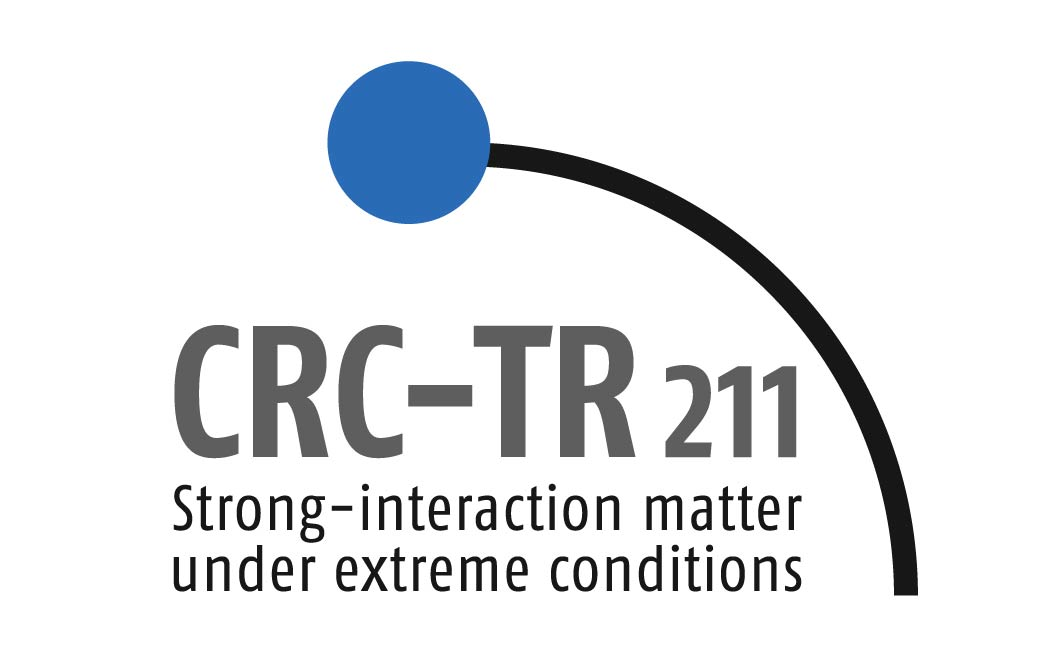 CRC–TR 211
Strong-interaction matter
under extreme conditions